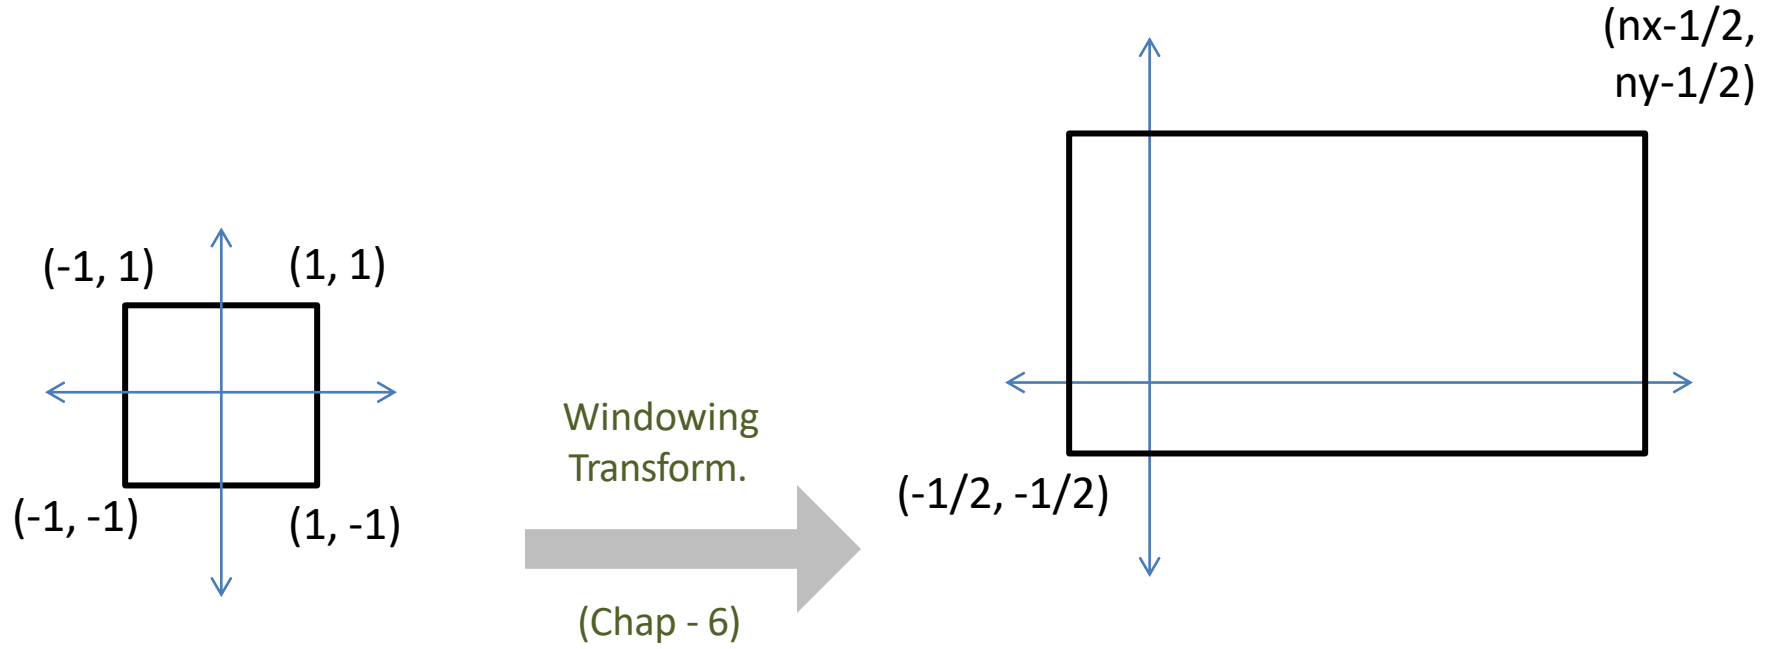 (nx-1/2,
ny-1/2)
(-1, 1)
(1, 1)
(-1, -1)
(1, -1)
Windowing
Transform.
(Chap - 6)
(-1/2, -1/2)